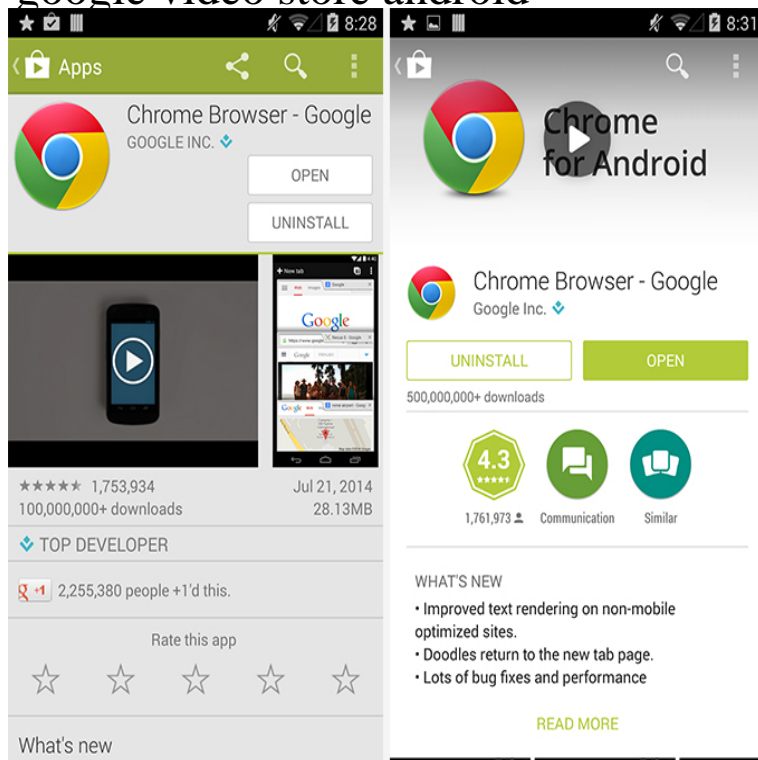 google video store android
8:28
Apps
Chrome Browser - Google
GOOGLE INC.
OPEN
UNINSTALL
New tab
Google
1,753,934
Jul 21, 2014
100,000,000+ downloads
28.13MB
TOP DEVELOPER
g +1 2,255,380 people +1'd this.
Rate this app
What's new
8:31
Chrome
for Android
Chrome Browser - Google
Google Inc.
UNINSTALL
OPEN
500,000,000+ downloads
4.3
1,761,973
Communication
Similar
WHAT'S NEW
• Improved text rendering on non-mobile
optimized sites.
• Doodles return to the new tab page.
• Lots of bug fixes and performance
READ MORE